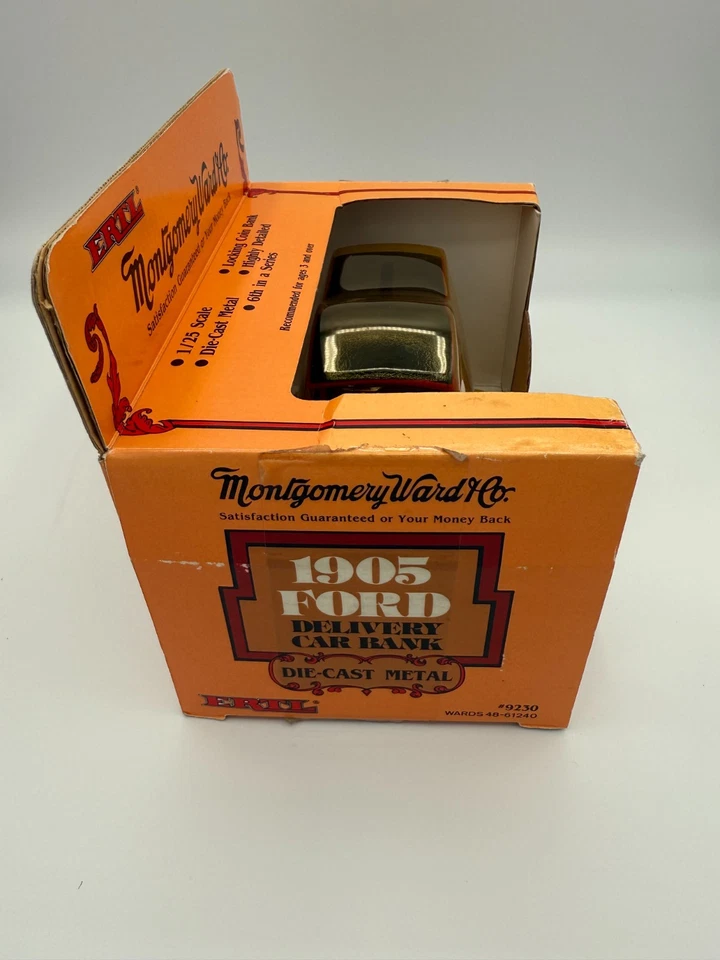 ERTL
Montgomery Ward & Co.
Satisfaction Guaranteed or Your Money Back
• 1/25 Scale
• Die-Cast Metal
• Locking Coin Bank
• Highly Detailed
• 6th in a Series
Recommended for ages 3 and over
Montgomery Ward & Co.
Satisfaction Guaranteed or Your Money Back
1905
FORD
DELIVERY
CAR BANK
DIE-CAST METAL
ERTL
#9230
WARDS 48-61240